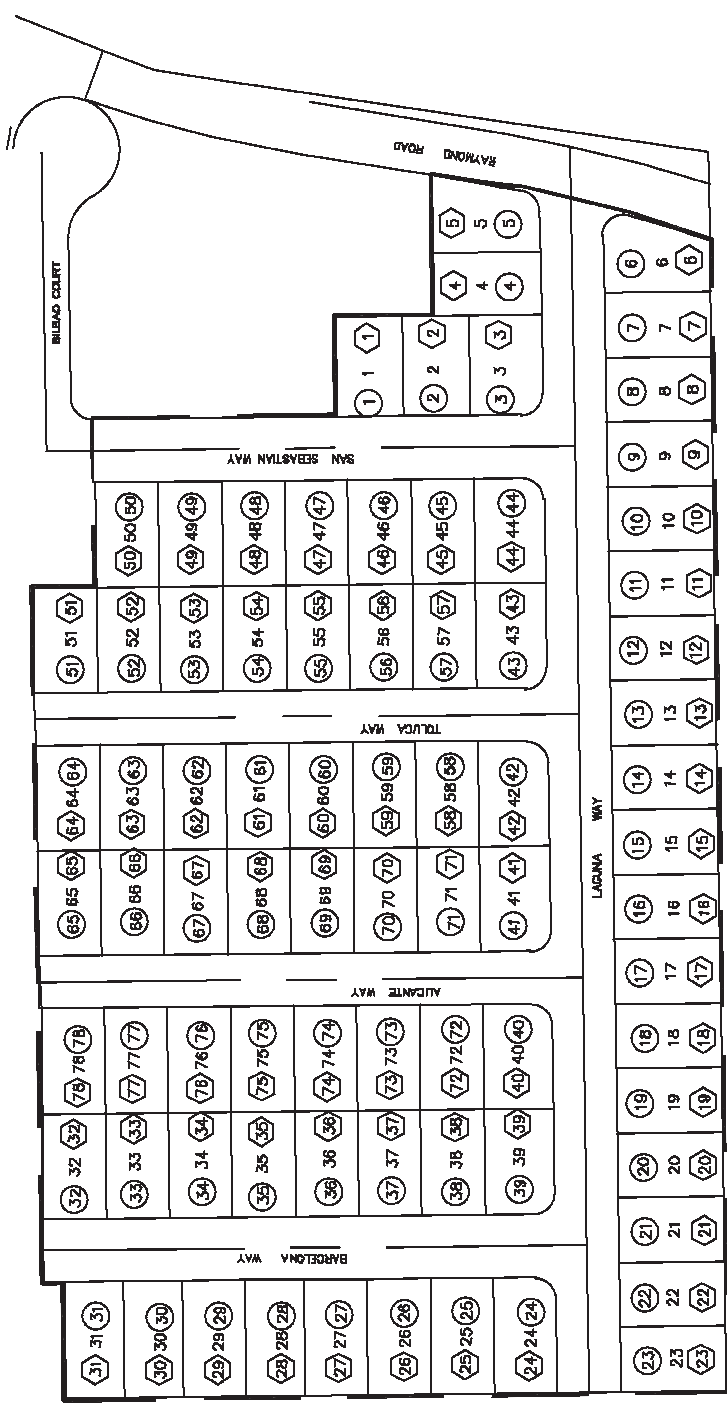 RAYMOND ROAD
BILBAO COURT
5 5 5
4 4 4
1 1 1
2 2 2
3 3 3
6 6 6
7 7 7
8 8 8
9 9 9
10 10 10
11 11 11
12 12 12
13 13 13
14 14 14
15 15 15
16 16 16
17 17 17
18 18 18
19 19 19
20 20 20
21 21 21
22 22 22
23 23 23
LAGUNA WAY
SAN SEBASTIAN WAY
50 50 50
49 49 49
48 48 48
47 47 47
46 46 46
45 45 45
44 44 44
51 51 51
52 52 52
53 53 53
54 54 54
55 55 55
56 56 56
57 57 57
43 43 43
TOLUCA WAY
64 64 64
63 63 63
62 62 62
61 61 61
60 60 60
59 59 59
58 58 58
42 42 42
65 65 65
66 66 66
67 67 67
68 68 68
69 69 69
70 70 70
71 71 71
41 41 41
ALICANTE WAY
78 78 78
77 77 77
76 76 76
75 75 75
74 74 74
73 73 73
72 72 72
40 40 40
32 32 32
33 33 33
34 34 34
35 35 35
36 36 36
37 37 37
38 38 38
39 39 39
BARCELONA WAY
31 31 31
30 30 30
29 29 29
28 28 28
27 27 27
26 26 26
25 25 25
24 24 24